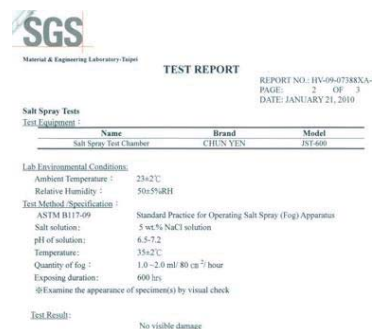 SGS
Material & Engineering Laboratory-Taipei
TEST REPORT
REPORT NO.: HV-09-07388XA-
PAGE: 2 OF 3
DATE: JANUARY 21, 2010
Salt Spray Tests
Test Equipment :
Name Brand Model
Salt Spray Test Chamber CHUN YEN JST-600
Lab Environmental Conditions:
Ambient Temperature : 23±2℃
Relative Humidity : 50±5%RH
Test Method /Specification :
ASTM B117-09 Standard Practice for Operating Salt Spray (Fog) Apparatus
Salt solution: 5 wt.% NaCl solution
pH of solution: 6.5-7.2
Temperature: 35±2℃
Quantity of fog : 1.0 ~2.0 ml/ 80 cm⁻²/ hour
Exposing duration: 600 hrs
※Examine the appearance of specimen(s) by visual check
Test Result:
No visible damage